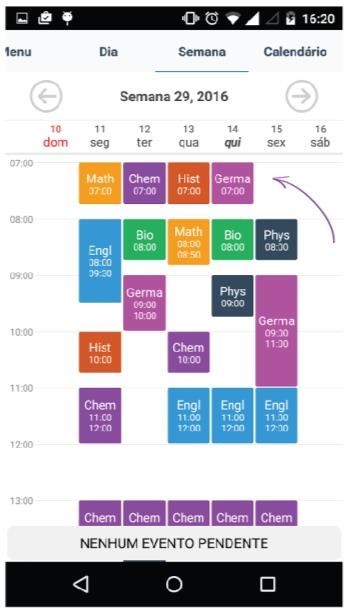 16:20
Menu Dia Semana Calendário
Semana 29, 2016
10 11 12 13 14 15 16
dom seg ter qua qui sex sáb
07:00
Math Chem Hist Germa
07:00 07:00 07:00 07:00
08:00
Engl Bio Math Bio Phys
08:00 08:00 08:00 08:00 08:00
09:30 08:50
09:00
Germa Phys Germa
09:00 09:00 09:00
10:00 11:00
10:00
Hist Chem
10:00 10:00
11:00
Chem Engl Engl Engl
11:00 11:00 11:00 11:00
12:00 12:00 12:00 12:00
12:00
13:00
Chem Chem Chem Chem Chem
NENHUM EVENTO PENDENTE